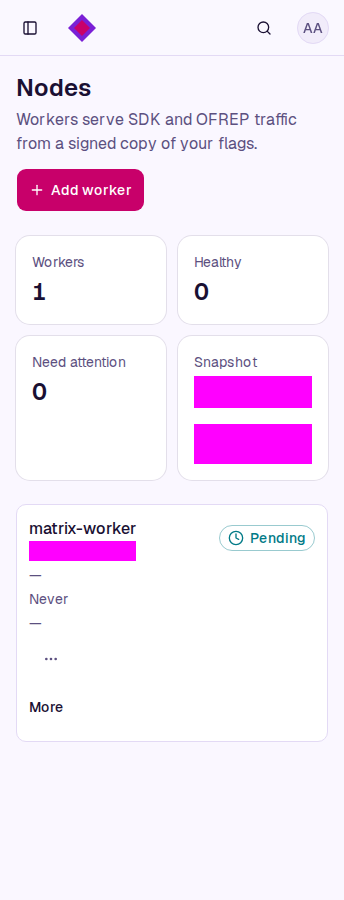 AA
Nodes
Workers serve SDK and OFREP traffic
from a signed copy of your flags.
+ Add worker
Workers
1
Healthy
0
Need attention
0
Snapshot
matrix-worker
Pending
—
Never
—
...
More